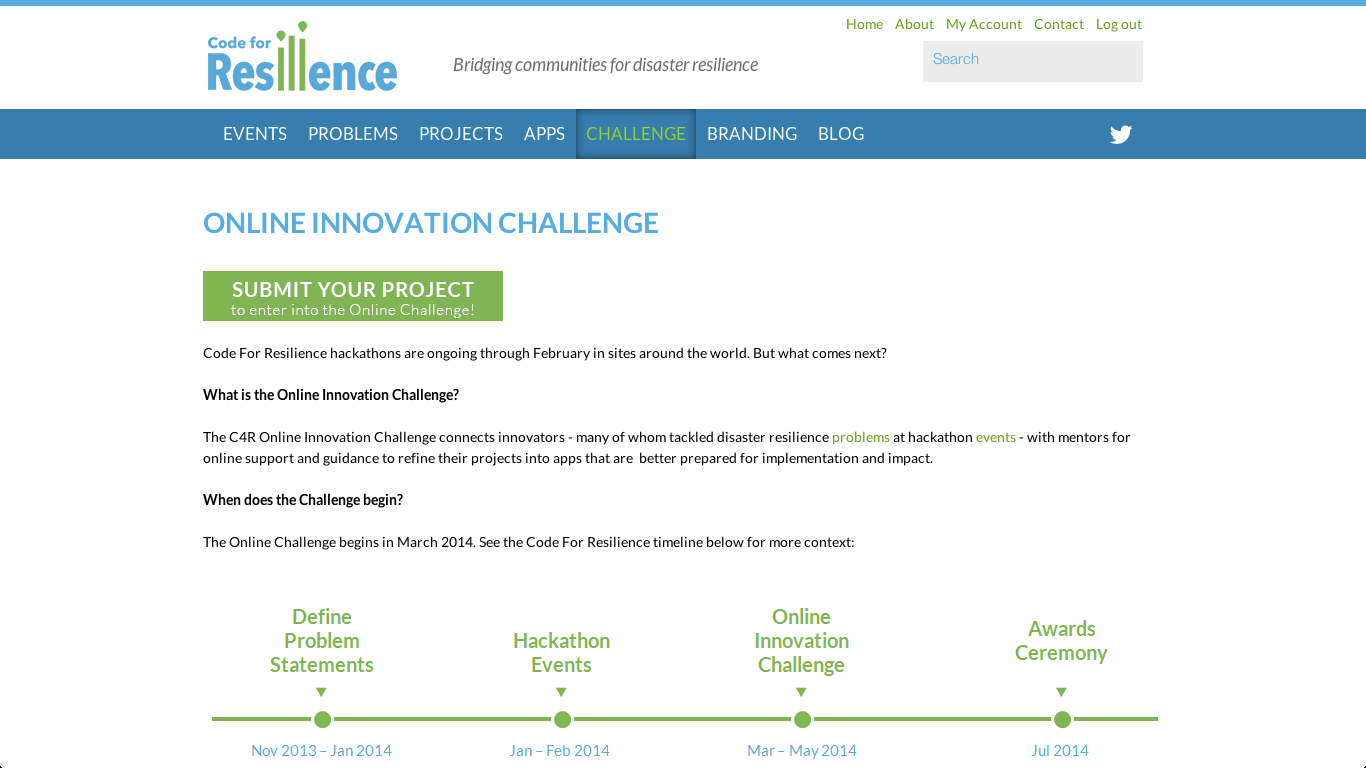 Home About My Account Contact Log out
Code for
Resilience
Bridging communities for disaster resilience
Search
EVENTS PROBLEMS PROJECTS APPS CHALLENGE BRANDING BLOG
ONLINE INNOVATION CHALLENGE
SUBMIT YOUR PROJECT
to enter into the Online Challenge!
Code For Resilience hackathons are ongoing through February in sites around the world. But what comes next?
What is the Online Innovation Challenge?
The C4R Online Innovation Challenge connects innovators - many of whom tackled disaster resilience problems at hackathon events - with mentors for
online support and guidance to refine their projects into apps that are better prepared for implementation and impact.
When does the Challenge begin?
The Online Challenge begins in March 2014. See the Code For Resilience timeline below for more context:
Define
Problem
Statements
Hackathon
Events
Online
Innovation
Challenge
Awards
Ceremony
Nov 2013 – Jan 2014
Jan – Feb 2014
Mar – May 2014
Jul 2014